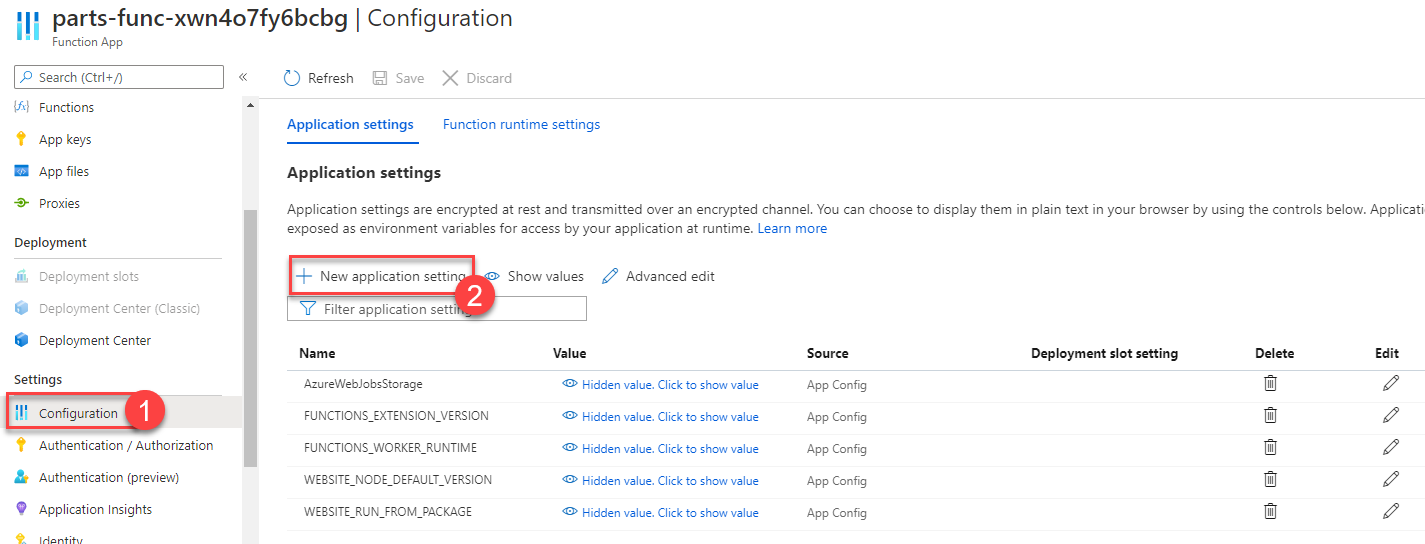 parts-func-xwn4o7fy6bcbg | Configuration
Function App
Search (Ctrl+/)
«
Refresh
Save
Discard
Functions
App keys
App files
Proxies
Deployment
Deployment slots
Deployment Center (Classic)
Deployment Center
Settings
Configuration
1
Authentication / Authorization
Authentication (preview)
Application Insights
Identity
Application settings
Function runtime settings
Application settings
Application settings are encrypted at rest and transmitted over an encrypted channel. You can choose to display them in plain text in your browser by using the controls below. Applicatio
exposed as environment variables for access by your application at runtime. Learn more
New application setting
2
Show values
Advanced edit
Filter application setting
Name Value Source Deployment slot setting Delete Edit
AzureWebJobsStorage Hidden value. Click to show value App Config
FUNCTIONS_EXTENSION_VERSION Hidden value. Click to show value App Config
FUNCTIONS_WORKER_RUNTIME Hidden value. Click to show value App Config
WEBSITE_NODE_DEFAULT_VERSION Hidden value. Click to show value App Config
WEBSITE_RUN_FROM_PACKAGE Hidden value. Click to show value App Config